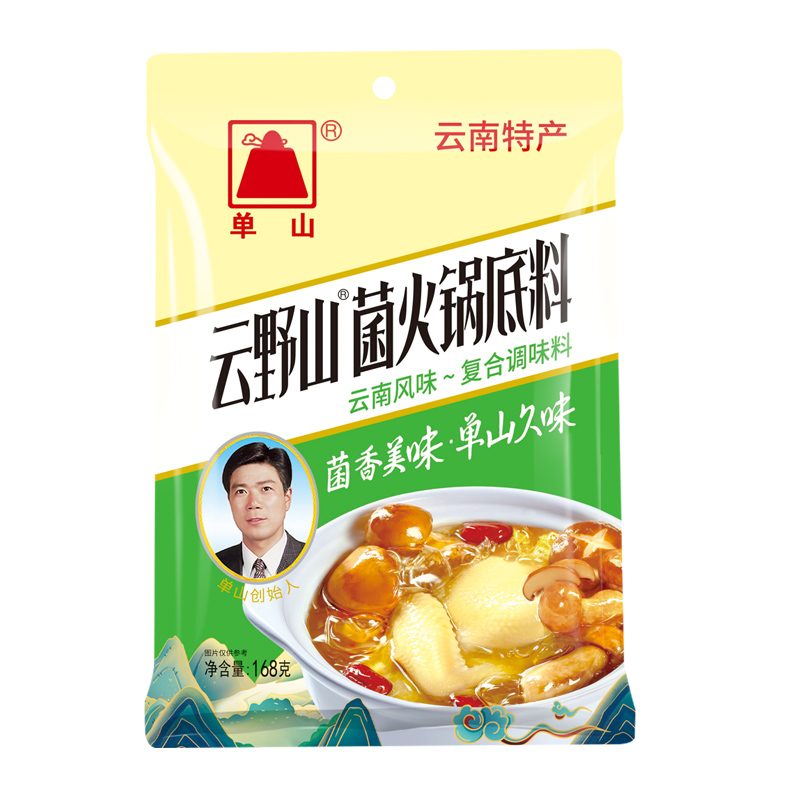 ®
云南特产
单山
云野山®菌火锅底料
云南风味~复合调味料
菌香美味·单山久味
单山创始人
图片仅供参考
净含量:168克